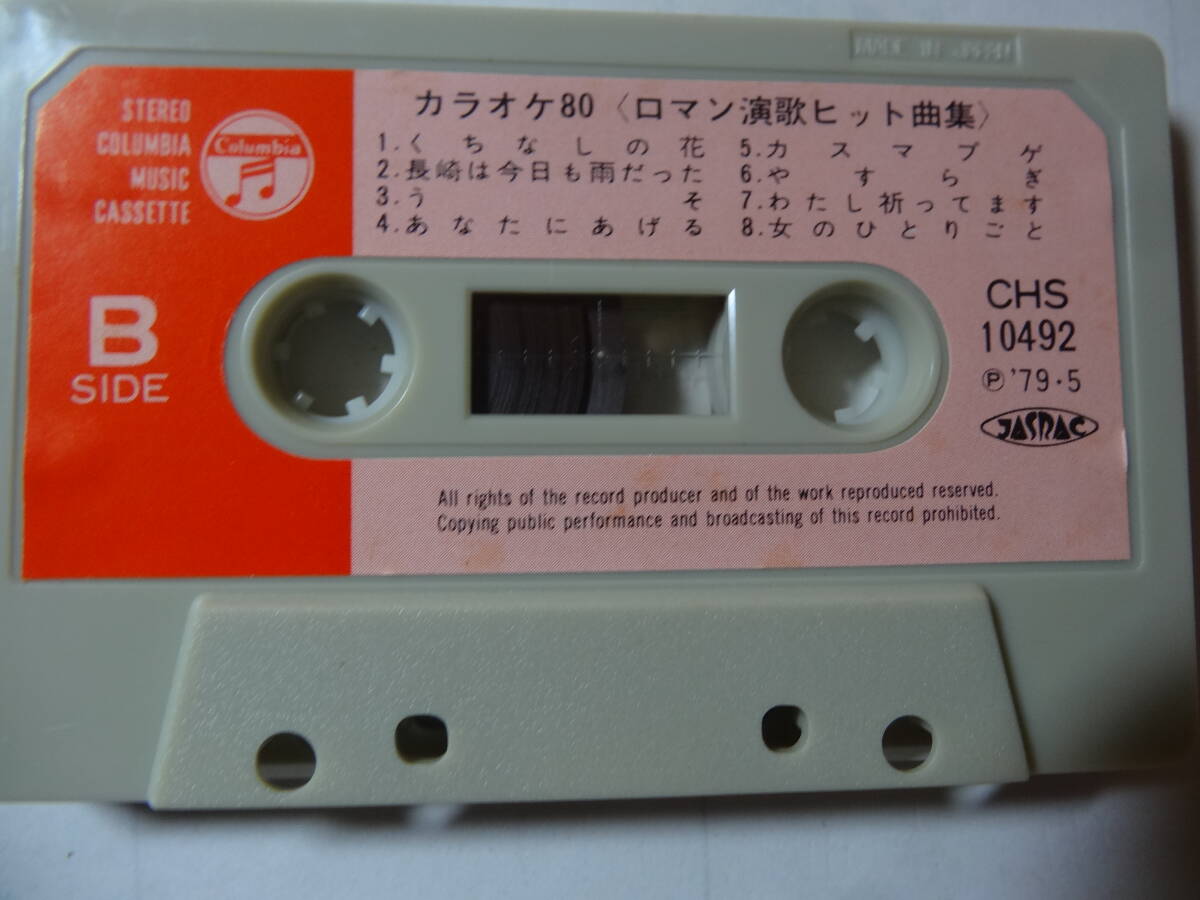 MADE IN JAPAN
STEREO
COLUMBIA
MUSIC
CASSETTE
Columbia
カラオケ80〈ロマン演歌ヒット曲集〉
1.くちなしの花
2.長崎は今日も雨だった
3.うそ
4.あなたにあげる
5.カスマプゲ
6.やすらぎ
7.わたし祈ってます
8.女のひとりごと
B
SIDE
CHS
10492
Ⓟ'79・5
JASRAC
All rights of the record producer and of the work reproduced reserved.
Copying public performance and broadcasting of this record prohibited.